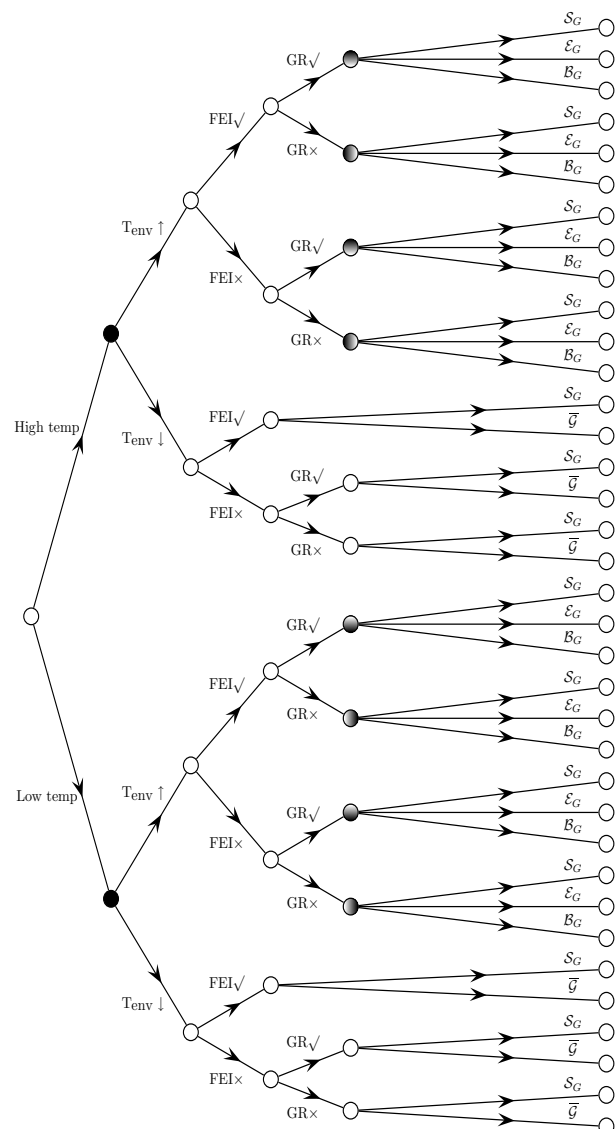 𝒮_G
GR√
ℰ_G
ℬ_G
FEI√
𝒮_G
GR×
ℰ_G
ℬ_G
T_env ↑
𝒮_G
GR√
ℰ_G
ℬ_G
FEI×
𝒮_G
GR×
ℰ_G
ℬ_G
High temp
T_env ↓
FEI√
𝒮_G
𝒢̅
FEI×
GR√
𝒮_G
𝒢̅
GR×
𝒮_G
𝒢̅
𝒮_G
GR√
ℰ_G
ℬ_G
FEI√
𝒮_G
GR×
ℰ_G
ℬ_G
Low temp
T_env ↑
𝒮_G
GR√
ℰ_G
ℬ_G
FEI×
𝒮_G
GR×
ℰ_G
ℬ_G
T_env ↓
FEI√
𝒮_G
𝒢̅
FEI×
GR√
𝒮_G
𝒢̅
GR×
𝒮_G
𝒢̅